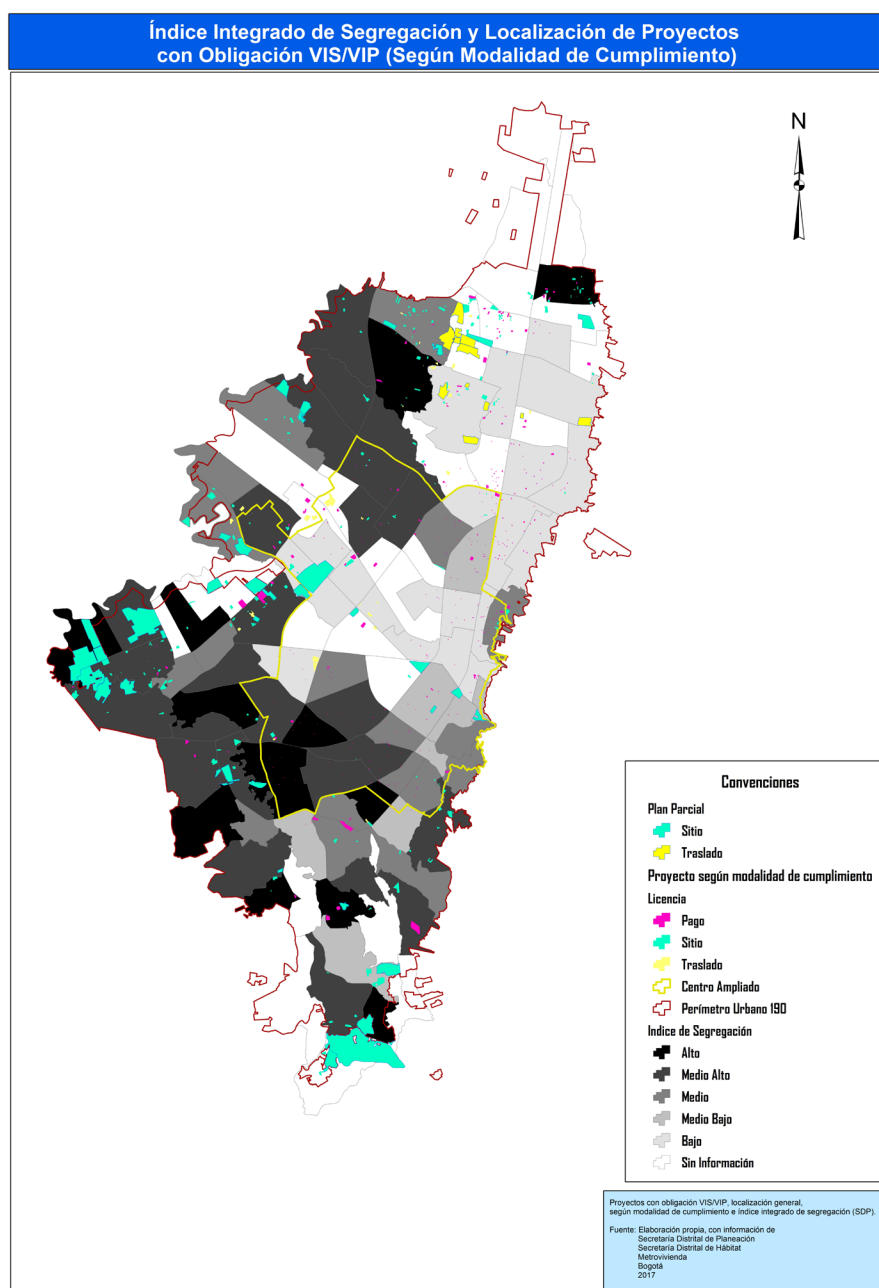 Índice Integrado de Segregación y Localización de Proyectos
con Obligación VIS/VIP (Según Modalidad de Cumplimiento)
N
Convenciones
Plan Parcial
Sitio
Traslado
Proyecto según modalidad de cumplimiento
Licencia
Pago
Sitio
Traslado
Centro Ampliado
Perímetro Urbano 190
Indice de Segregación
Alto
Medio Alto
Medio
Medio Bajo
Bajo
Sin Información
Proyectos con obligación VIS/VIP, localización general,
según modalidad de cumplimiento e índice integrado de segregación (SDP).
Fuente: Elaboración propia, con información de
Secretaría Distrital de Planeación
Secretaría Distrital de Hábitat
Metrovivienda
Bogotá
2017